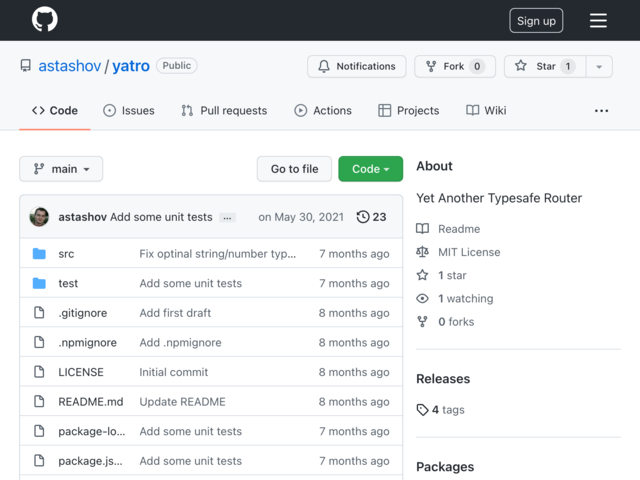 Sign up
astashov / yatro Public
Notifications Fork 0 Star 1
Code Issues Pull requests Actions Projects Wiki ...
main Go to file Code
astashov Add some unit tests ... on May 30, 2021 23
src Fix optinal string/number typ... 7 months ago
test Add some unit tests 7 months ago
.gitignore Add first draft 8 months ago
.npmignore Add .npmignore 8 months ago
LICENSE Initial commit 8 months ago
README.md Update README 8 months ago
package-lo... Add some unit tests 7 months ago
package.js... Add some unit tests 7 months ago
About
Yet Another Typesafe Router
Readme
MIT License
1 star
1 watching
0 forks
Releases
4 tags
Packages